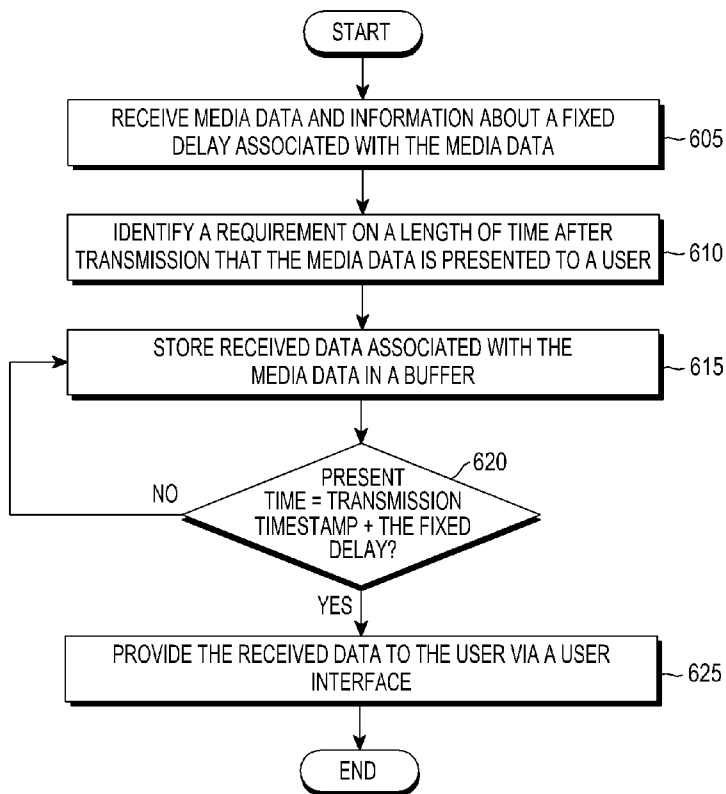 START
RECEIVE MEDIA DATA AND INFORMATION ABOUT A FIXED
DELAY ASSOCIATED WITH THE MEDIA DATA
605
IDENTIFY A REQUIREMENT ON A LENGTH OF TIME AFTER
TRANSMISSION THAT THE MEDIA DATA IS PRESENTED TO A USER
610
STORE RECEIVED DATA ASSOCIATED WITH THE
MEDIA DATA IN A BUFFER
615
620
PRESENT
TIME = TRANSMISSION
TIMESTAMP + THE FIXED
DELAY?
NO
YES
PROVIDE THE RECEIVED DATA TO THE USER VIA A USER
INTERFACE
625
END